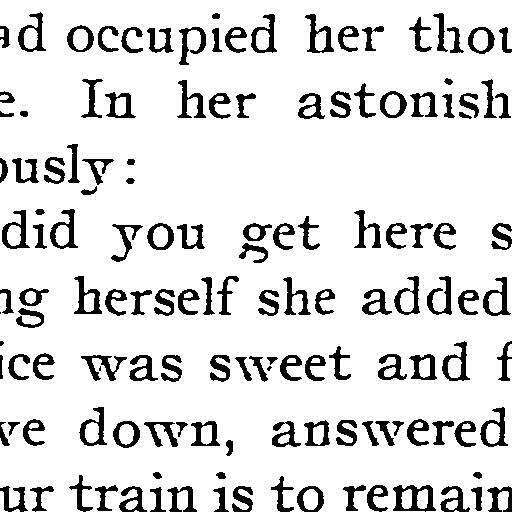 ad occupied her thou
e. In her astonish
ously:
did you get here s
ng herself she added
ice was sweet and f
ve down, answered
ur train is to remain